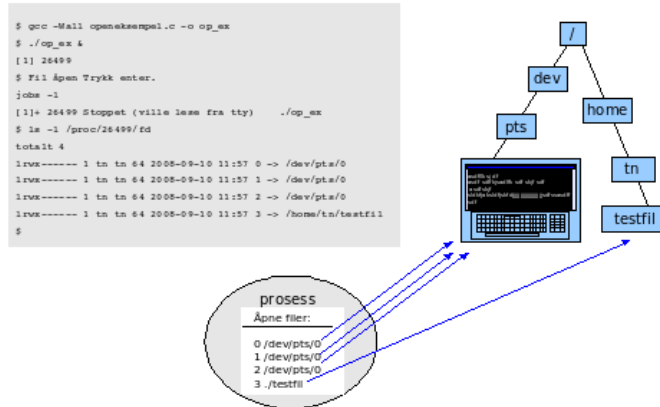 $ gcc -Wall openeksempel.c -o op_ex
$ ./op_ex &
[1] 26499
$ Fil Åpen Trykk enter.
jobs -l
[1]+ 26499 Stoppet (ville lese fra tty) ./op_ex
$ ls -l /proc/26499/fd
totalt 4
lrwx------ 1 tn tn 64 2008-09-10 11:57 0 -> /dev/pts/0
lrwx------ 1 tn tn 64 2008-09-10 11:57 1 -> /dev/pts/0
lrwx------ 1 tn tn 64 2008-09-10 11:57 2 -> /dev/pts/0
lrwx------ 1 tn tn 64 2008-09-10 11:57 3 -> /home/tn/testfil
$
/
dev
home
pts
tn
testfil
prosess
Åpne filer:
0 /dev/pts/0
1 /dev/pts/0
2 /dev/pts/0
3 ./testfil